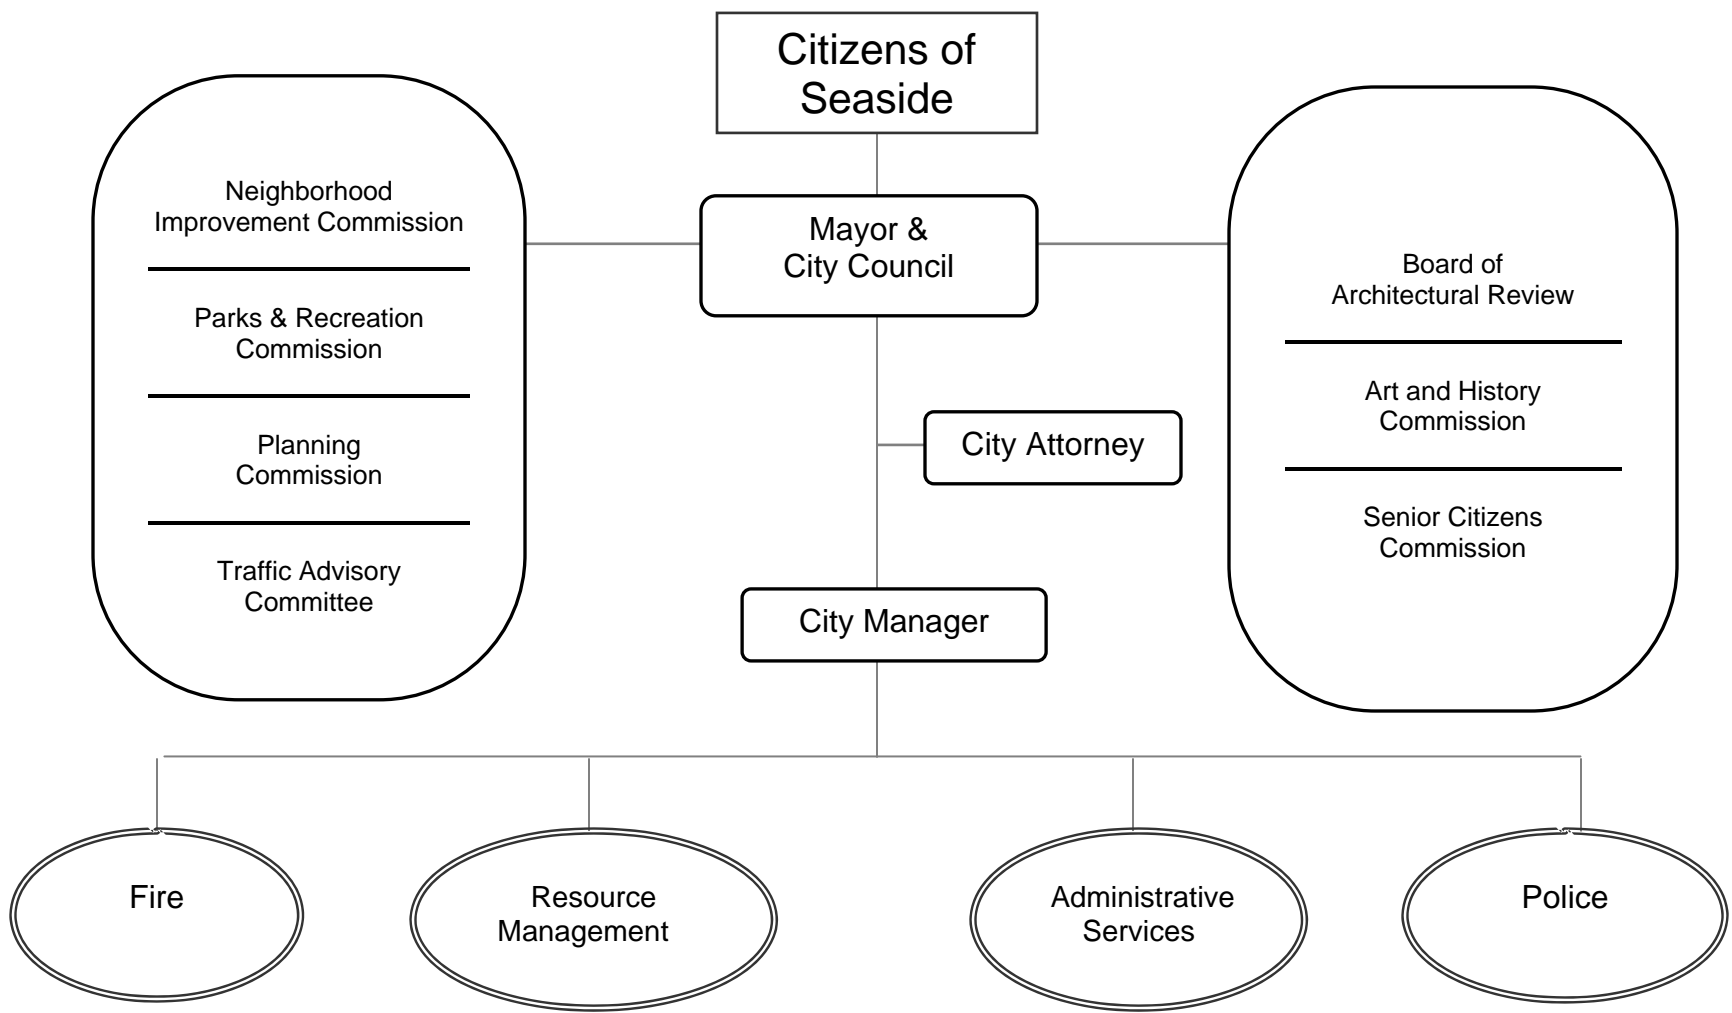 Citizens of
Seaside
Neighborhood
Improvement Commission
Parks & Recreation
Commission
Planning
Commission
Traffic Advisory
Committee
Mayor &
City Council
Board of
Architectural Review
Art and History
Commission
Senior Citizens
Commission
City Attorney
City Manager
Fire
Resource
Management
Administrative
Services
Police